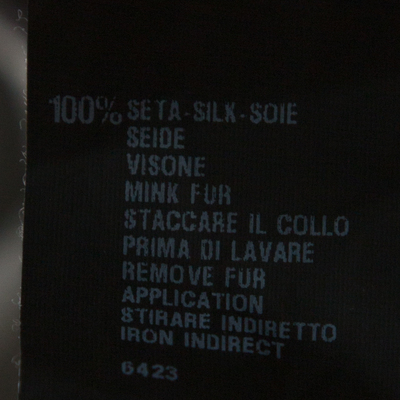 100% SETA-SILK-SOIE
SEIDE
VISONE
MINK FUR
STACCARE IL COLLO
PRIMA DI LAVARE
REMOVE FUR
APPLICATION
STIRARE INDIRETTO
IRON INDIRECT
6423